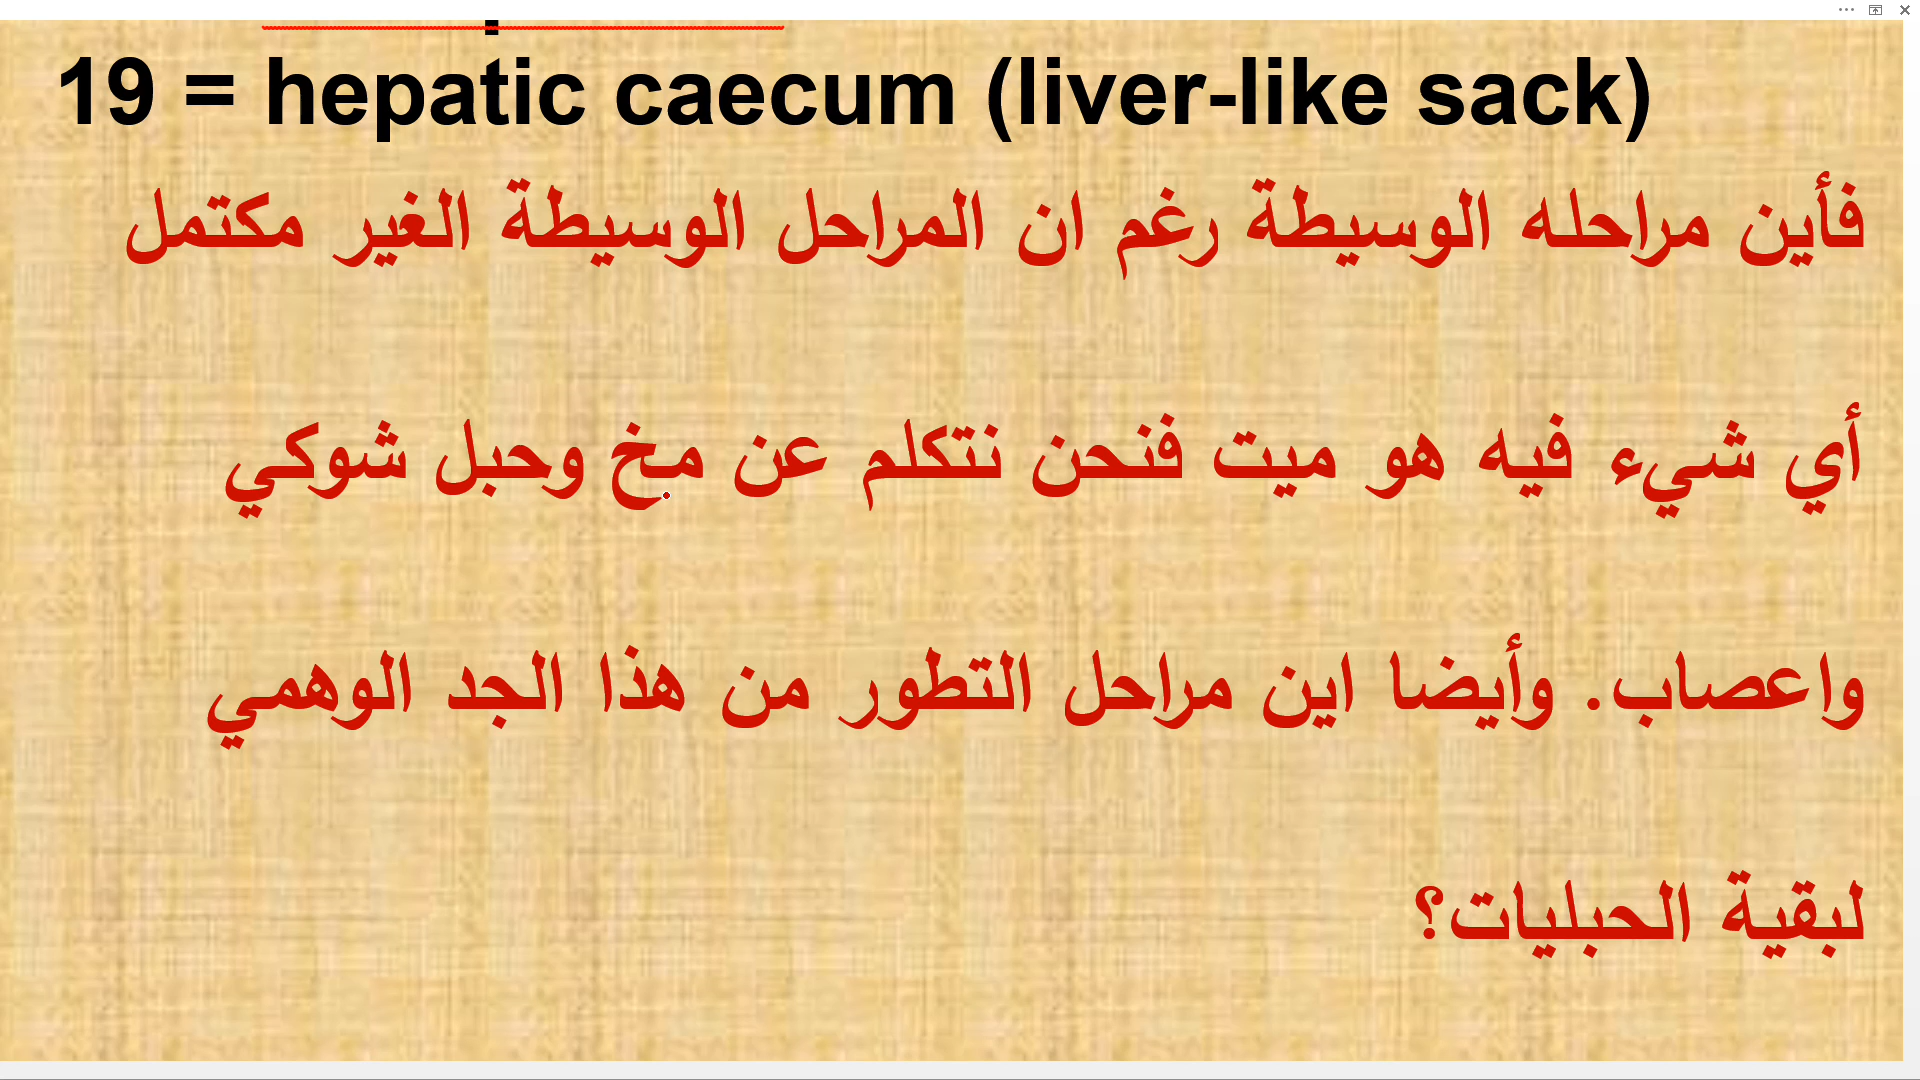 19 = hepatic caecum (liver-like sack)
فأين مراحله الوسيطة رغم ان المراحل الوسيطة الغير مكتمل
أي شيء فيه هو ميت فنحن نتكلم عن مخ وحبل شوكي
واعصاب. وأيضا اين مراحل التطور من هذا الجد الوهمي
لبقية الحبليات؟